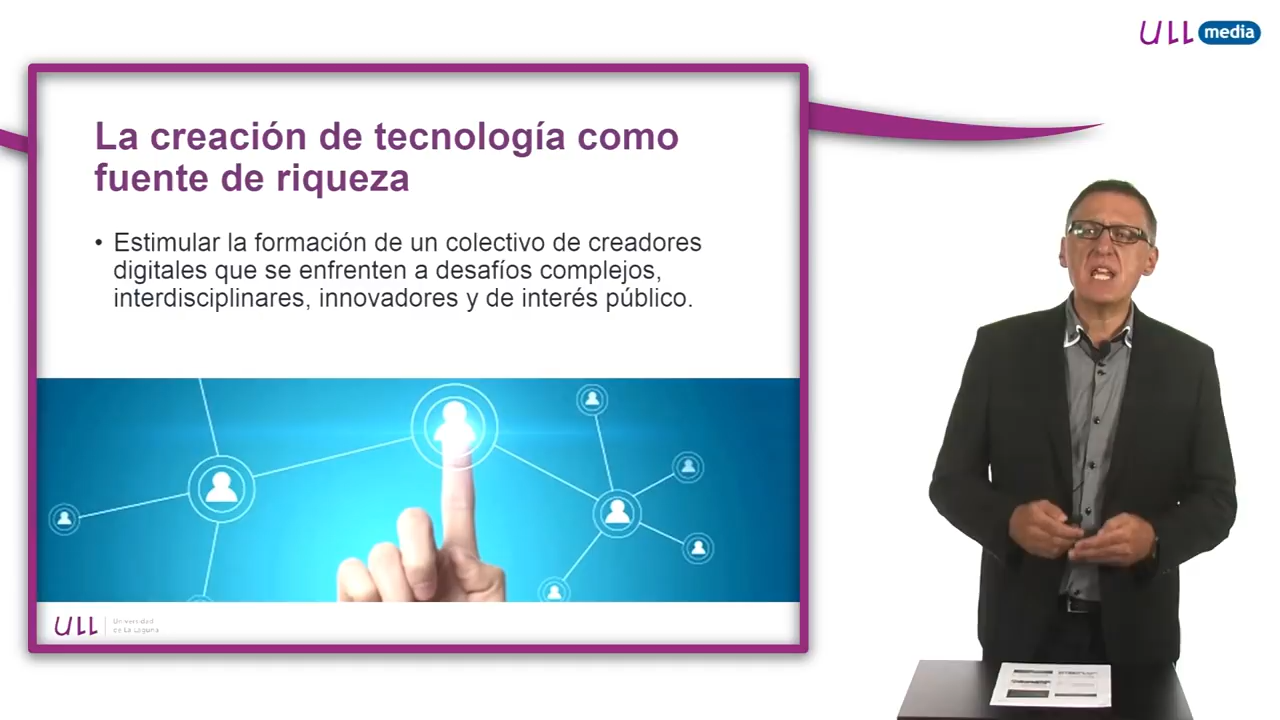 ULL media
La creación de tecnología como
fuente de riqueza
• Estimular la formación de un colectivo de creadores
digitales que se enfrenten a desafíos complejos,
interdisciplinares, innovadores y de interés público.
ULL
Universidad
de La Laguna